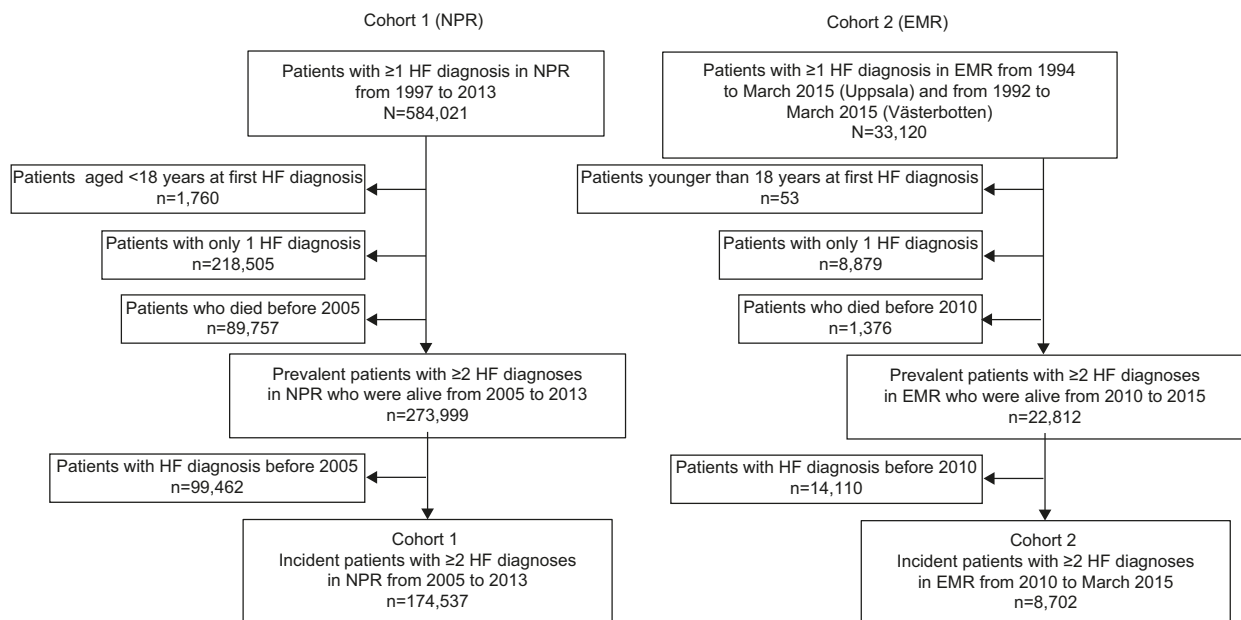 Cohort 1 (NPR)
Patients with ≥1 HF diagnosis in NPR
from 1997 to 2013
N=584,021
Patients aged <18 years at first HF diagnosis
n=1,760
Patients with only 1 HF diagnosis
n=218,505
Patients who died before 2005
n=89,757
Prevalent patients with ≥2 HF diagnoses
in NPR who were alive from 2005 to 2013
n=273,999
Patients with HF diagnosis before 2005
n=99,462
Cohort 1
Incident patients with ≥2 HF diagnoses
in NPR from 2005 to 2013
n=174,537
Cohort 2 (EMR)
Patients with ≥1 HF diagnosis in EMR from 1994
to March 2015 (Uppsala) and from 1992 to
March 2015 (Västerbotten)
N=33,120
Patients younger than 18 years at first HF diagnosis
n=53
Patients with only 1 HF diagnosis
n=8,879
Patients who died before 2010
n=1,376
Prevalent patients with ≥2 HF diagnoses
in EMR who were alive from 2010 to 2015
n=22,812
Patients with HF diagnosis before 2010
n=14,110
Cohort 2
Incident patients with ≥2 HF diagnoses
in EMR from 2010 to March 2015
n=8,702